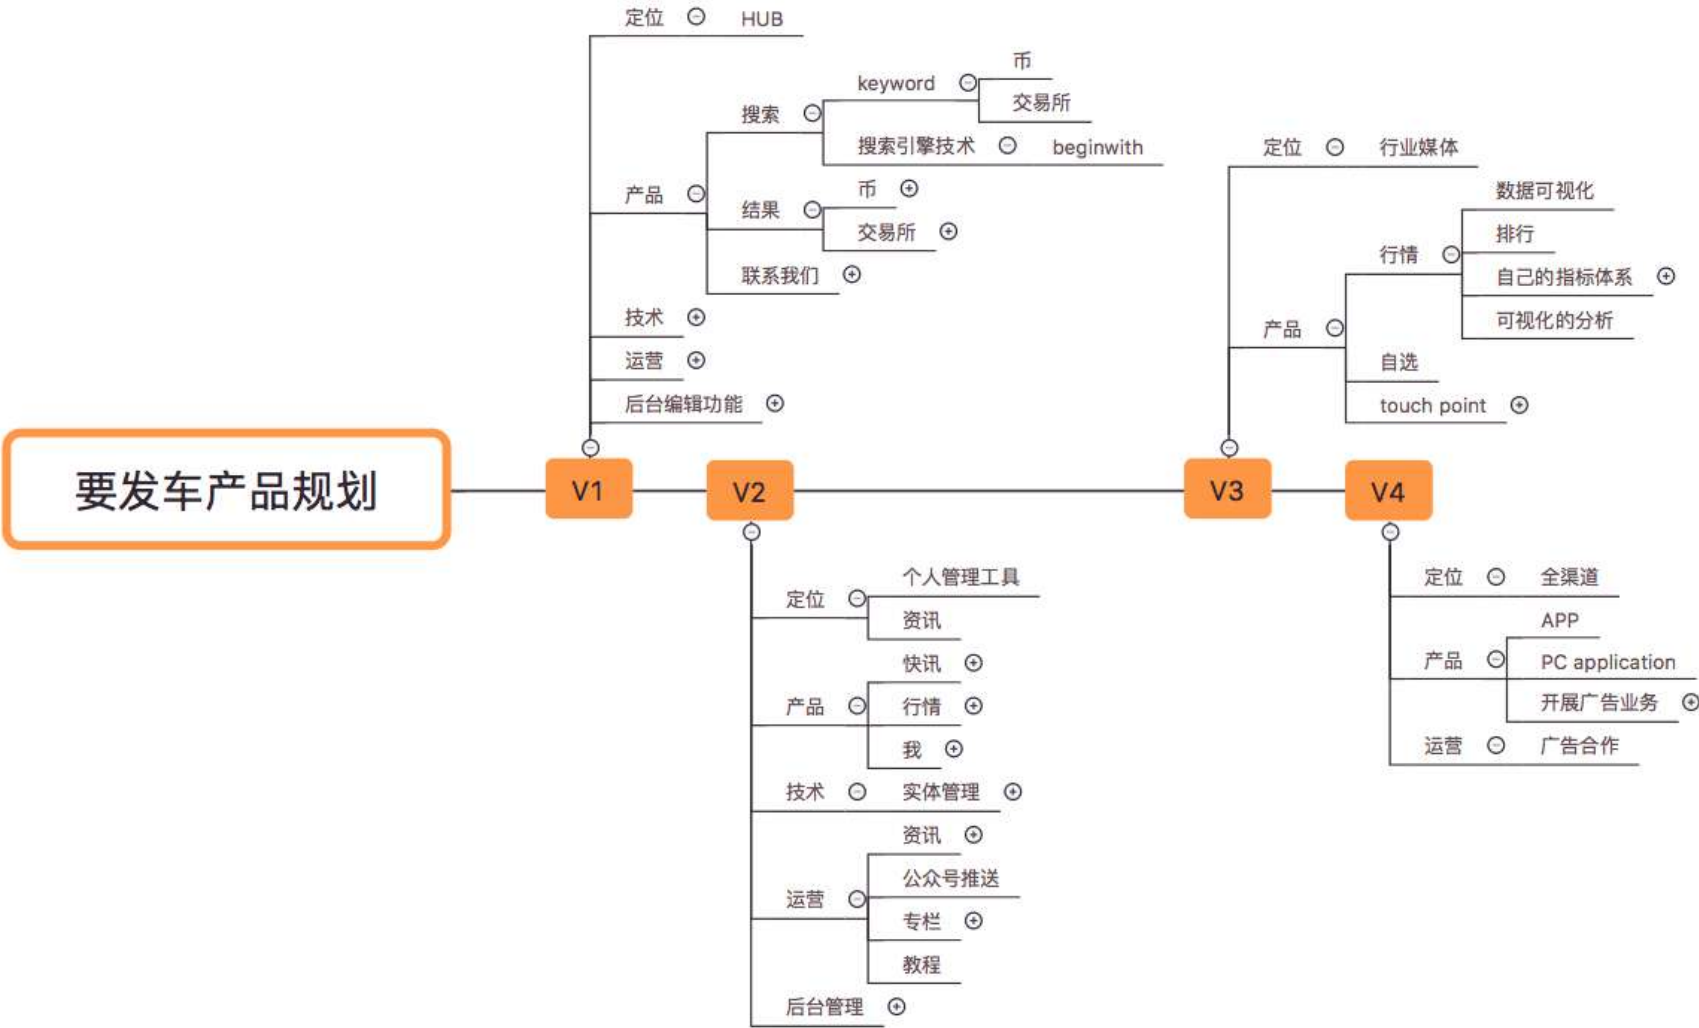 要发车产品规划
V1
定位
HUB
产品
搜索
keyword
币
交易所
搜索引擎技术
beginwith
结果
币
交易所
联系我们
技术
运营
后台编辑功能
V2
定位
个人管理工具
资讯
产品
快讯
行情
我
技术
实体管理
运营
资讯
公众号推送
专栏
教程
后台管理
V3
定位
行业媒体
产品
行情
数据可视化
排行
自己的指标体系
可视化的分析
自选
touch point
V4
定位
全渠道
产品
APP
PC application
开展广告业务
运营
广告合作